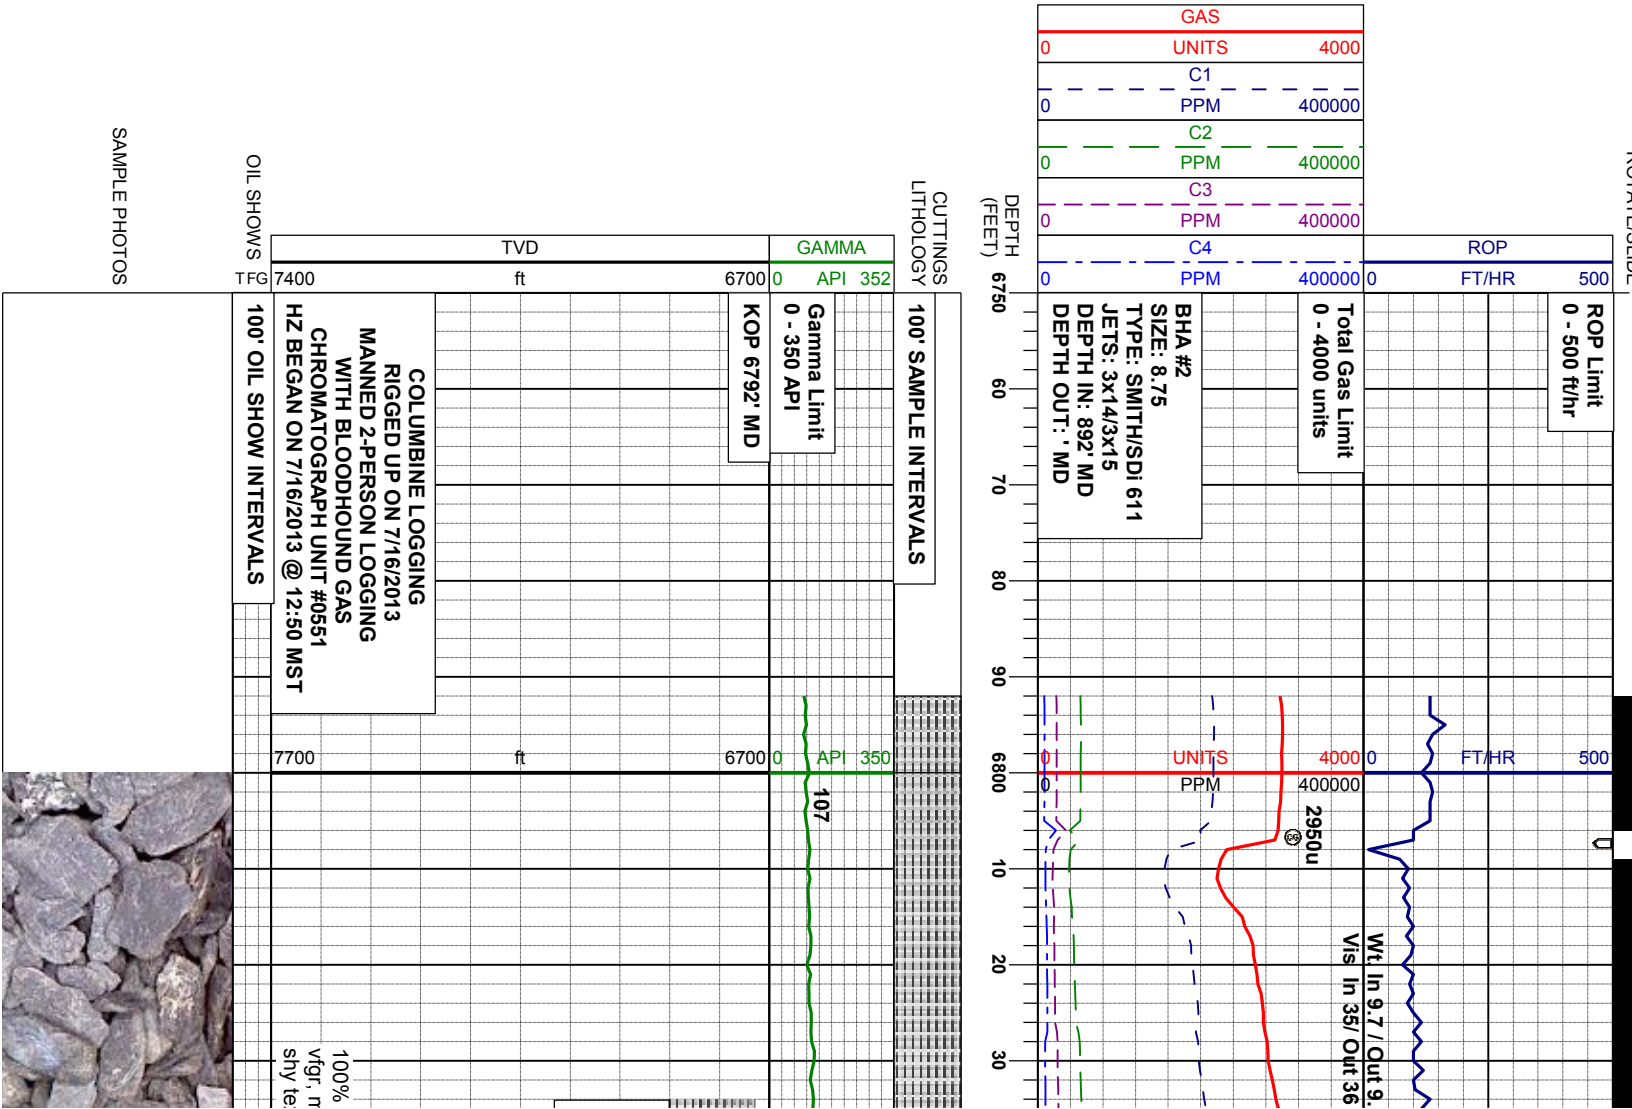 GAS
0 UNITS 4000
C1
0 PPM 400000
C2
0 PPM 400000
C3
0 PPM 400000
C4
0 PPM 400000
ROP
0 FT/HR 500
DEPTH
(FEET)
CUTTINGS
LITHOLOGY
GAMMA
0 API 352
TVD
7400 ft 6700
OIL SHOWS
TFG
SAMPLE PHOTOS
ROP Limit
0 - 500 ft/hr
Total Gas Limit
0 - 4000 units
BHA #2
SIZE: 8.75
TYPE: SMITH/SDi 611
JETS: 3x14/3x15
DEPTH IN: 892' MD
DEPTH OUT: ' MD
6750
60
70
80
90
6800
10
20
30
100' SAMPLE INTERVALS
Gamma Limit
0 - 350 API
KOP 6792' MD
COLUMBINE LOGGING
RIGGED UP ON 7/16/2013
MANNED 2-PERSON LOGGING
WITH BLOODHOUND GAS
CHROMATOGRAPH UNIT #0551
HZ BEGAN ON 7/16/2013 @ 12:50 MST
100' OIL SHOW INTERVALS
0 UNITS 4000
0 PPM 400000
0 FT/HR 500
0 API 350
7700 ft 6700
2950u
CG
107
Wt. In 9.7 / Out 9.
Vis In 35/ Out 36
100%
vfgr,
shy